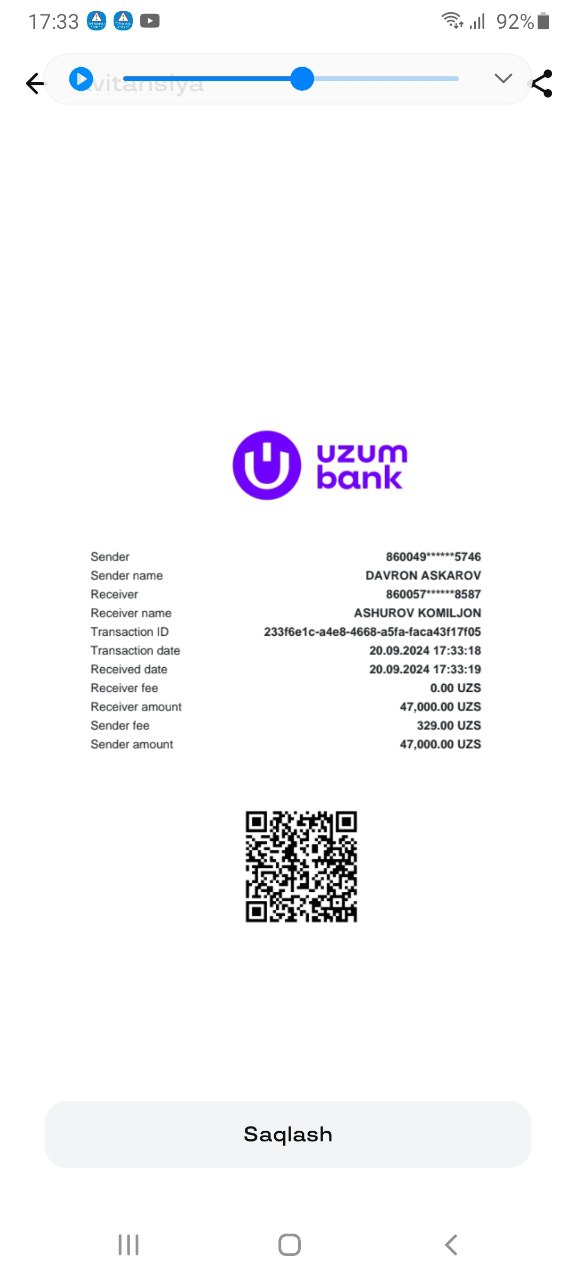 17:33 92%
vitansiya
uzum
bank
Sender 860049******5746
Sender name DAVRON ASKAROV
Receiver 860057******8587
Receiver name ASHUROV KOMILJON
Transaction ID 233f6e1c-a4e8-4668-a5fa-faca43f17f05
Transaction date 20.09.2024 17:33:18
Received date 20.09.2024 17:33:19
Receiver fee 0.00 UZS
Receiver amount 47,000.00 UZS
Sender fee 329.00 UZS
Sender amount 47,000.00 UZS
Saqlash